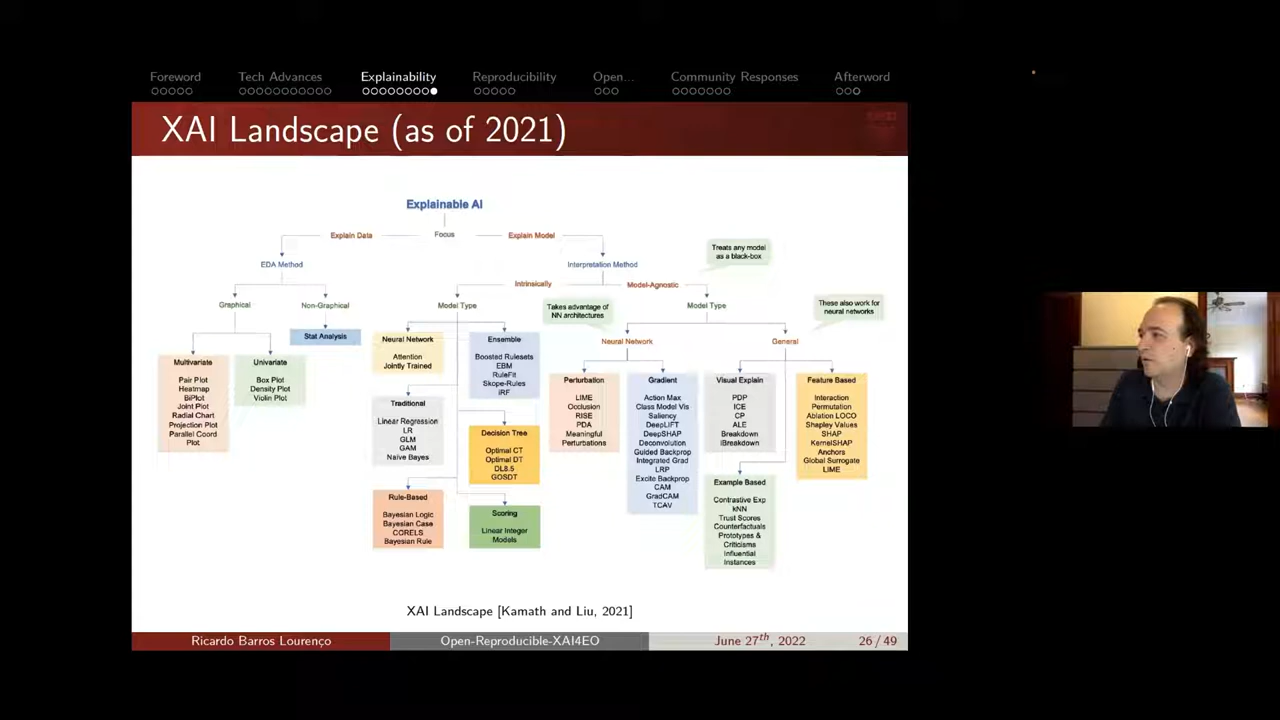 Foreword Tech Advances Explainability Reproducibility Open... Community Responses Afterword
XAI Landscape (as of 2021)
Explainable AI
Explain Data Focus Explain Model
EDA Method Interpretation Method
Treats any model
as a black-box
Intrinsically Model-Agnostic
Graphical Non-Graphical Model Type Model Type
Takes advantage of
NN architectures
These also work for
neural networks
Stat Analysis
Multivariate
Pair Plot
Heatmap
BiPlot
Joint Plot
Radial Chart
Projection Plot
Parallel Coord
Plot
Univariate
Box Plot
Density Plot
Violin Plot
Neural Network
Attention
Jointly Trained
Ensemble
Boosted Rulesets
EBM
RuleFit
Skope-Rules
iRF
Traditional
Linear Regression
LR
GLM
GAM
Naive Bayes
Decision Tree
Optimal CT
Optimal DT
DL8.5
GOSDT
Rule-Based
Bayesian Logic
Bayesian Case
CORELS
Bayesian Rule
Scoring
Linear Integer
Models
Neural Network General
Perturbation
LIME
Occlusion
RISE
PDA
Meaningful
Perturbations
Gradient
Action Max
Class Model Vis
Saliency
DeepLIFT
DeepSHAP
Deconvolution
Guided Backprop
Integrated Grad
LRP
Excite Backprop
CAM
GradCAM
TCAV
Visual Explain
PDP
ICE
CP
ALE
Breakdown
iBreakdown
Feature Based
Interaction
Permutation
Ablation LOCO
Shapley Values
SHAP
KernelSHAP
Anchors
Global Surrogate
LIME
Example Based
Contrastive Exp
kNN
Trust Scores
Counterfactuals
Prototypes &
Criticisms
Influential
Instances
XAI Landscape [Kamath and Liu, 2021]
Ricardo Barros Lourenço Open-Reproducible-XAI4EO June 27th, 2022 26 / 49